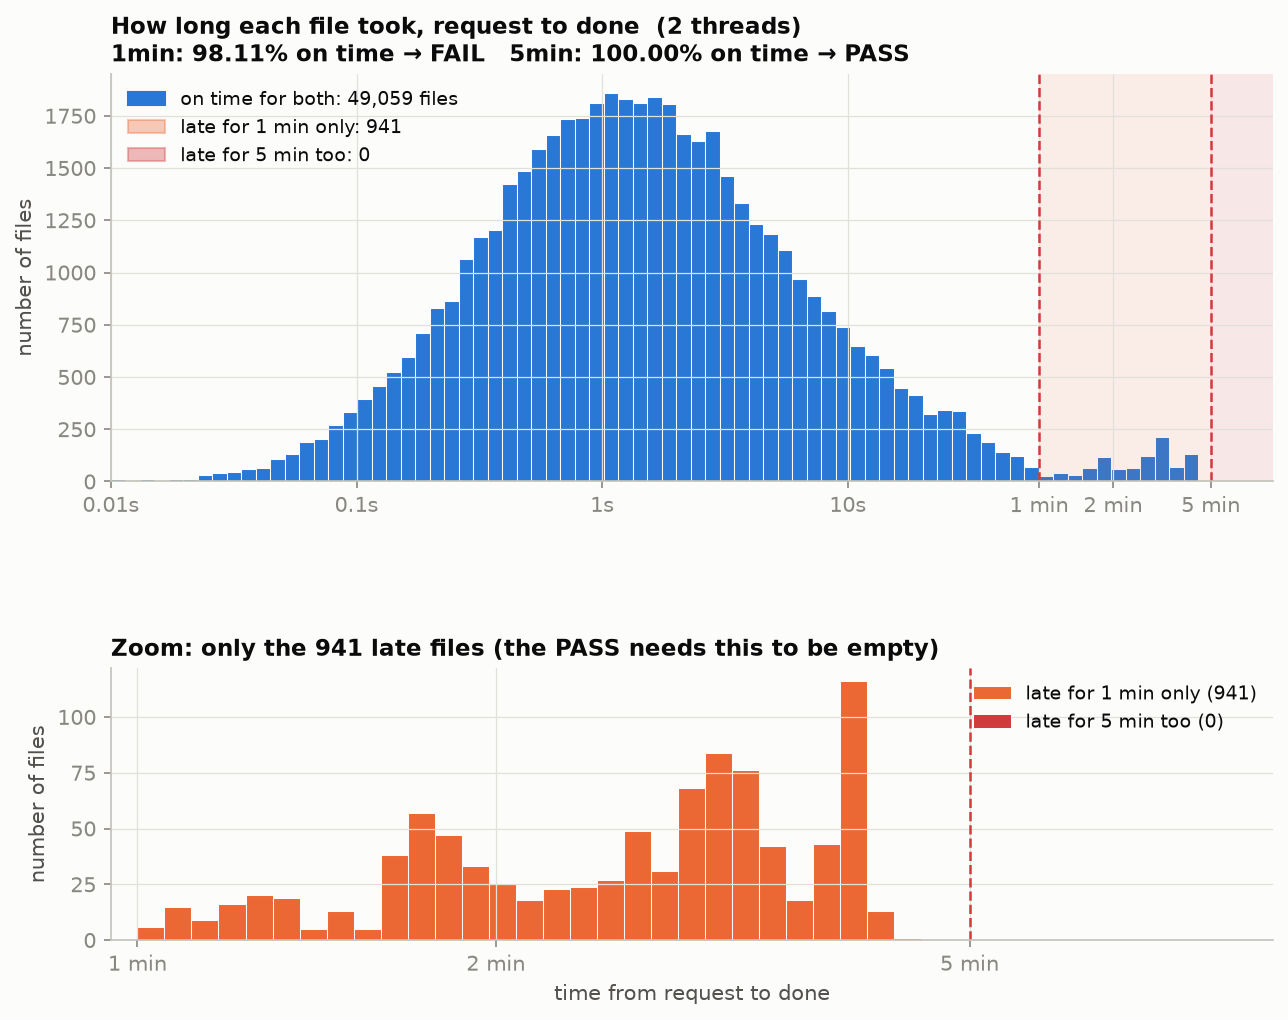 How long each file took, request to done  (2 threads)
1min: 98.11% on time → FAIL   5min: 100.00% on time → PASS
on time for both: 49,059 files
late for 1 min only: 941
late for 5 min too: 0
number of files
1750
1500
1250
1000
750
500
250
0
0.01s 0.1s 1s 10s 1 min 2 min 5 min
Zoom: only the 941 late files (the PASS needs this to be empty)
late for 1 min only (941)
late for 5 min too (0)
number of files
100
75
50
25
0
1 min 2 min 5 min
time from request to done